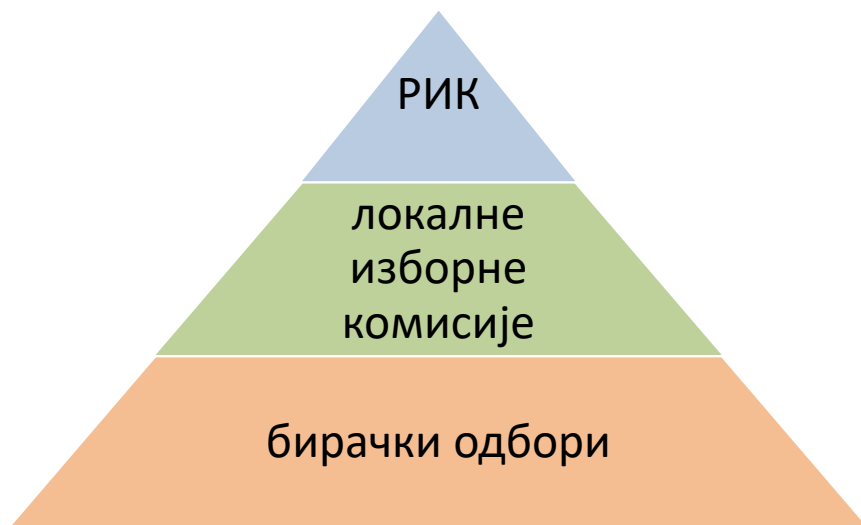 РИК
локалне
изборне
комисије
бирачки одбори